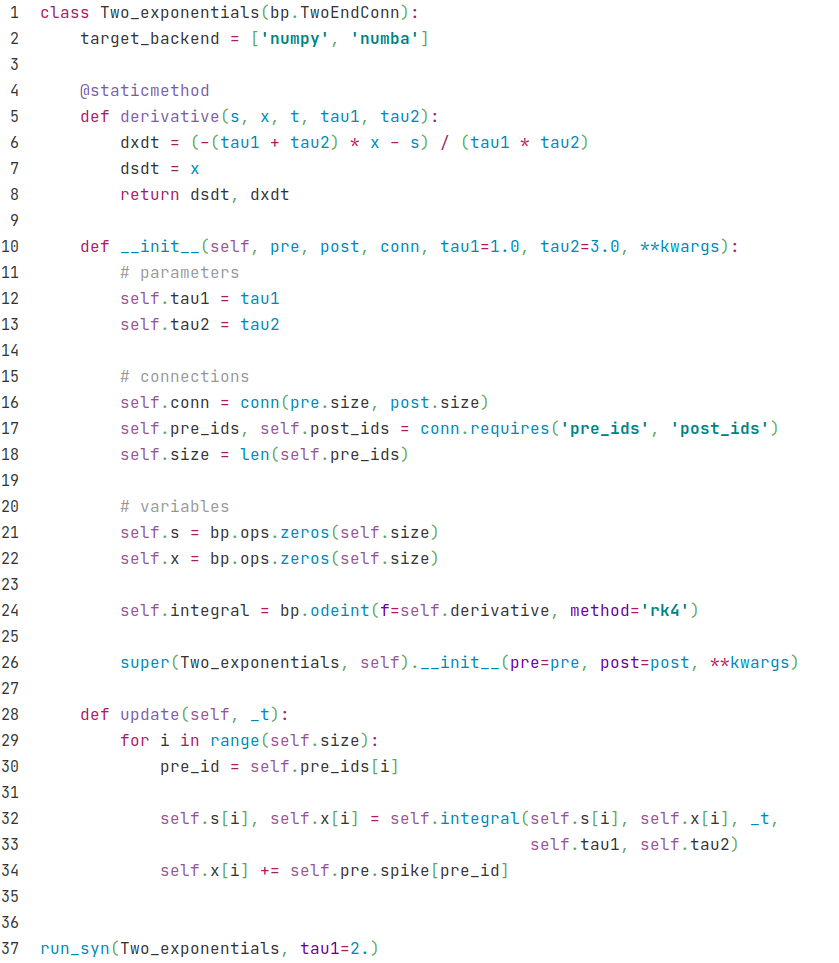 1 class Two_exponentials(bp.TwoEndConn):
2     target_backend = ['numpy', 'numba']
3
4     @staticmethod
5     def derivative(s, x, t, tau1, tau2):
6         dxdt = (-(tau1 + tau2) * x - s) / (tau1 * tau2)
7         dsdt = x
8         return dsdt, dxdt
9
10     def __init__(self, pre, post, conn, tau1=1.0, tau2=3.0, **kwargs):
11         # parameters
12         self.tau1 = tau1
13         self.tau2 = tau2
14
15         # connections
16         self.conn = conn(pre.size, post.size)
17         self.pre_ids, self.post_ids = conn.requires('pre_ids', 'post_ids')
18         self.size = len(self.pre_ids)
19
20         # variables
21         self.s = bp.ops.zeros(self.size)
22         self.x = bp.ops.zeros(self.size)
23
24         self.integral = bp.odeint(f=self.derivative, method='rk4')
25
26         super(Two_exponentials, self).__init__(pre=pre, post=post, **kwargs)
27
28     def update(self, _t):
29         for i in range(self.size):
30             pre_id = self.pre_ids[i]
31
32             self.s[i], self.x[i] = self.integral(self.s[i], self.x[i], _t,
33                                                  self.tau1, self.tau2)
34             self.x[i] += self.pre.spike[pre_id]
35
36
37 run_syn(Two_exponentials, tau1=2.)